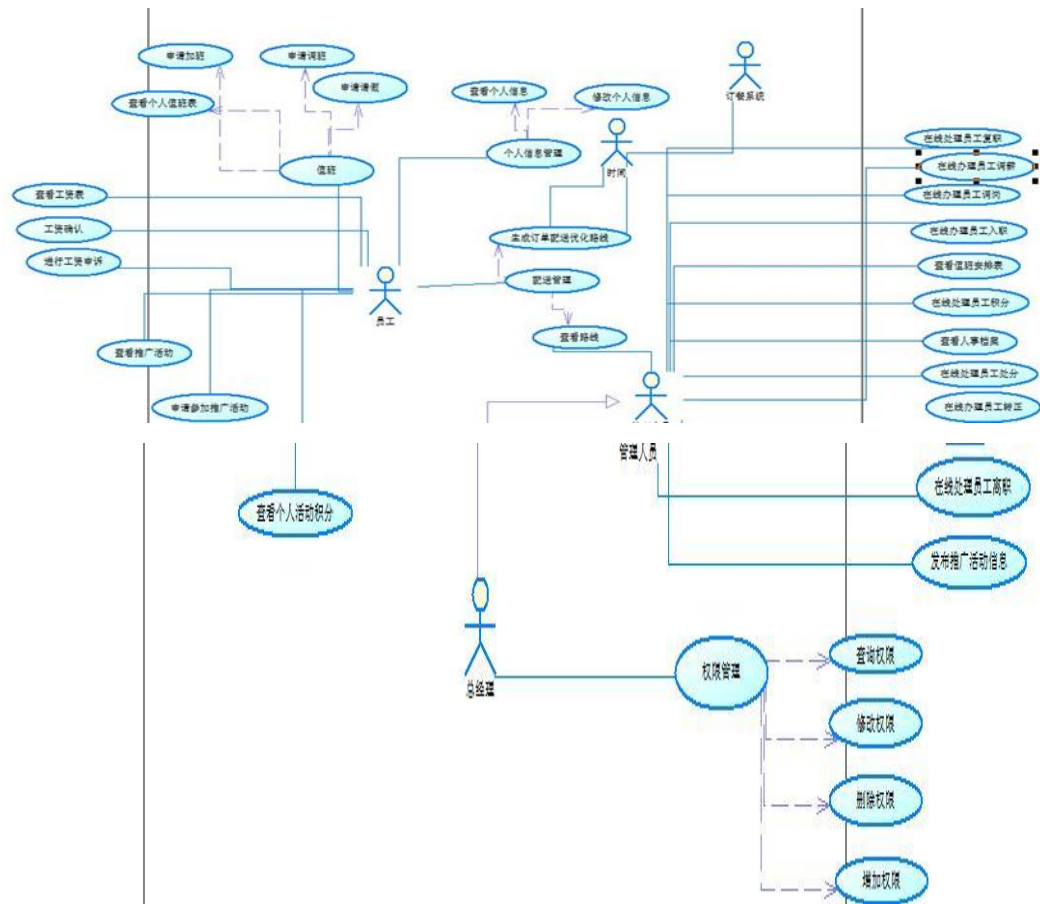 申请加班
申请调班
申请请假
查看个人值班表
值班
查看个人信息
修改个人信息
个人信息管理
时间
订餐系统
在线处理员工复职
在线办理员工调薪
在线办理员工调岗
在线办理员工入职
查看值班安排表
在线处理员工积分
查看人事档案
在线处理员工处分
在线办理员工转正
查看工资表
工资确认
进行工资申诉
员工
生成订单配送优化路线
配送管理
查看路线
查看推广活动
申请参加推广活动
管理人员
查看个人活动积分
在线处理员工离职
发布推广活动信息
总经理
权限管理
查询权限
修改权限
删除权限
增加权限